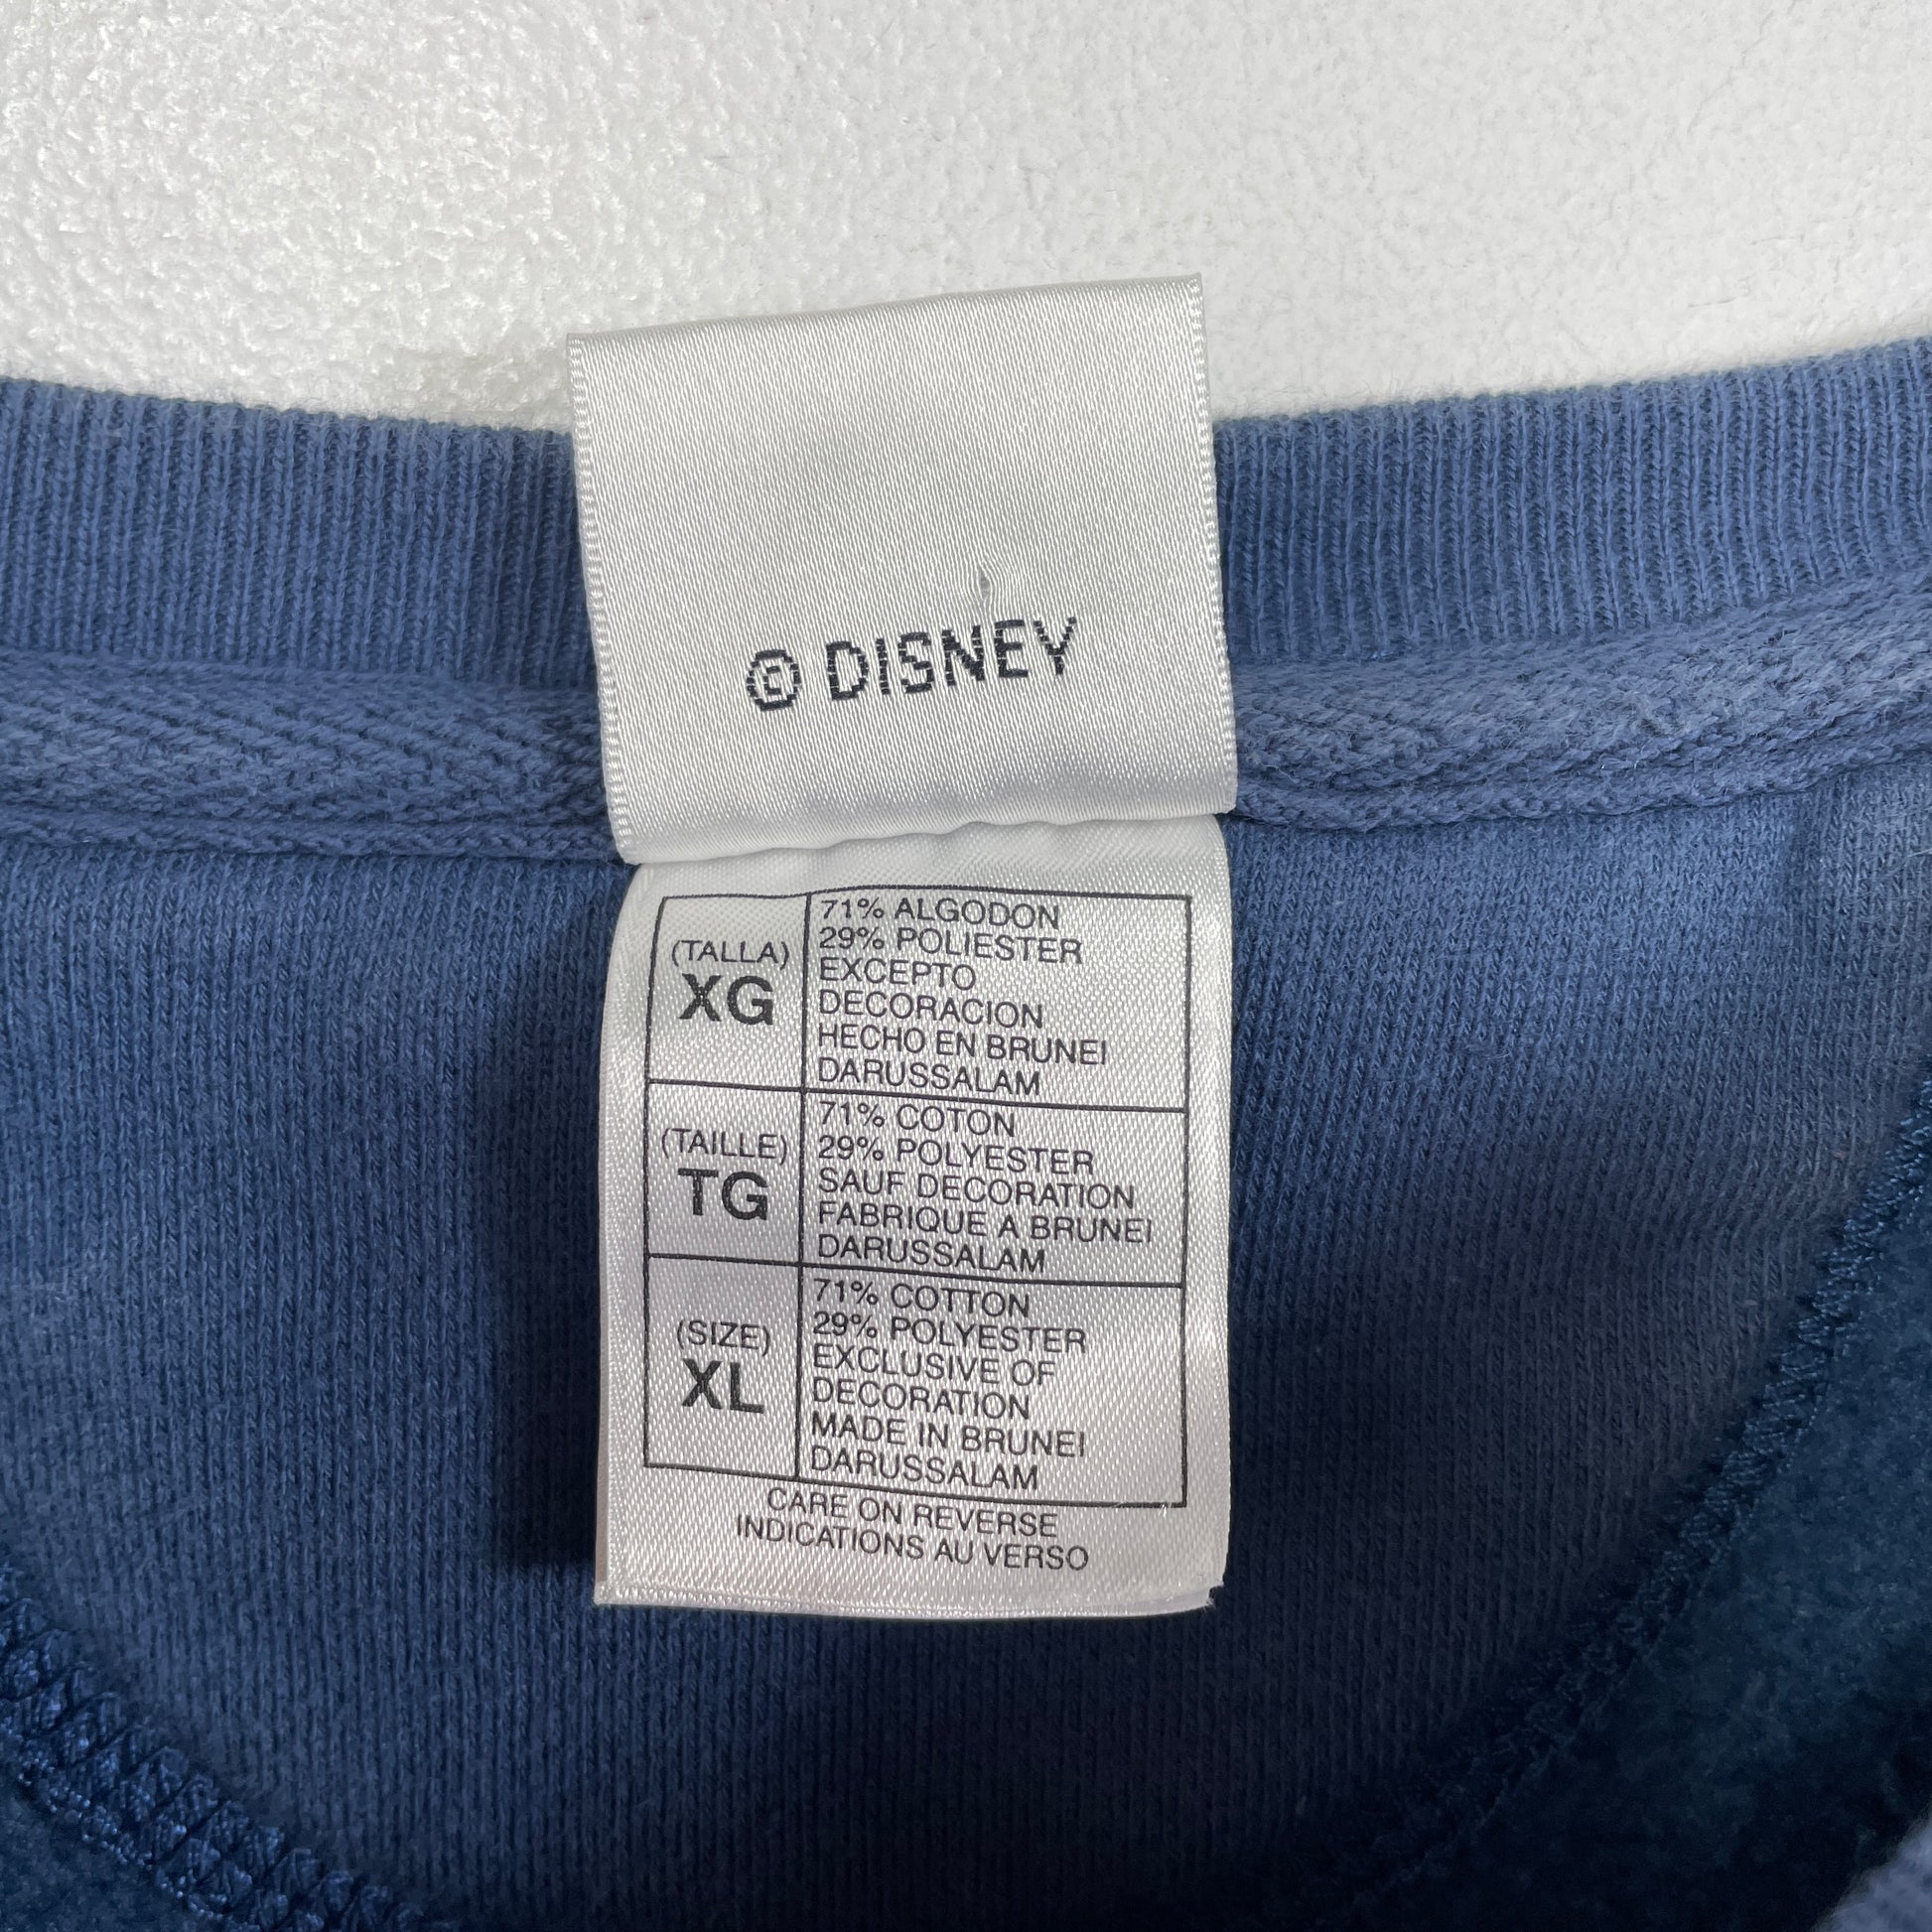 © DISNEY
(TALLA)
XG
71% ALGODON
29% POLIESTER
EXCEPTO
DECORACION
HECHO EN BRUNEI
DARUSSALAM
(TAILLE)
TG
71% COTON
29% POLYESTER
SAUF DECORATION
FABRIQUE A BRUNEI
DARUSSALAM
(SIZE)
XL
71% COTTON
29% POLYESTER
EXCLUSIVE OF
DECORATION
MADE IN BRUNEI
DARUSSALAM
CARE ON REVERSE
INDICATIONS AU VERSO